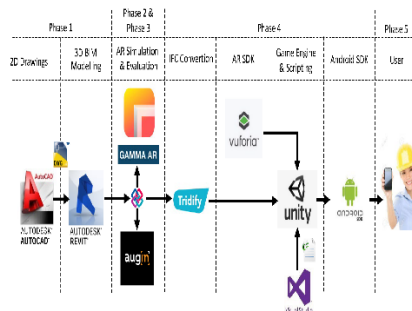 Phase 1
Phase 2 &
Phase 3
Phase 4
Phase 5
2D Drawings
3D BIM
Modelling
AR Simulation
& Evaluation
IFC Convertion
AR SDK
Game Engine
& Scripting
Android SDK
User
GAMMA AR
vuforia
AutoCAD
DWG
AUTODESK
AUTOCAD
AUTODESK
REVIT
Tridify
unity
android
augin